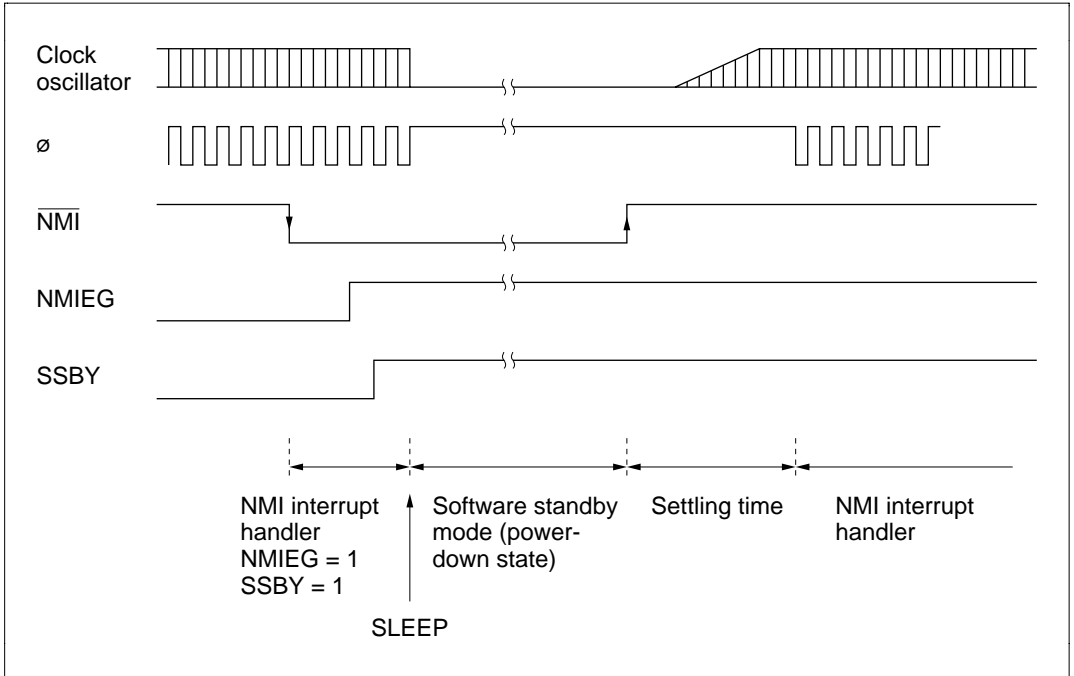 Clock
oscillator
ø
NMI
NMIEG
SSBY
NMI interrupt
handler
NMIEG = 1
SSBY = 1
SLEEP
Software standby
mode (power-
down state)
Settling time
NMI interrupt
handler